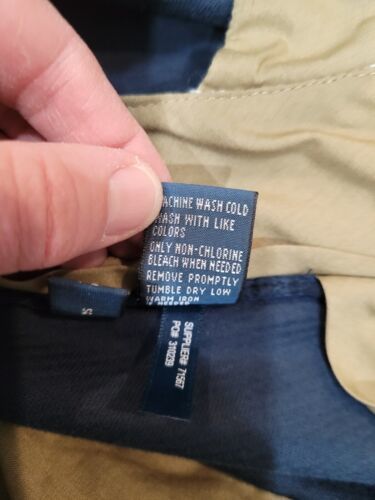 MACHINE WASH COLD
WASH WITH LIKE
COLORS
ONLY NON-CHLORINE
BLEACH WHEN NEEDED
REMOVE PROMPTLY
TUMBLE DRY LOW
WARM IRON
SUPPLIER# 71567
PO# 310239